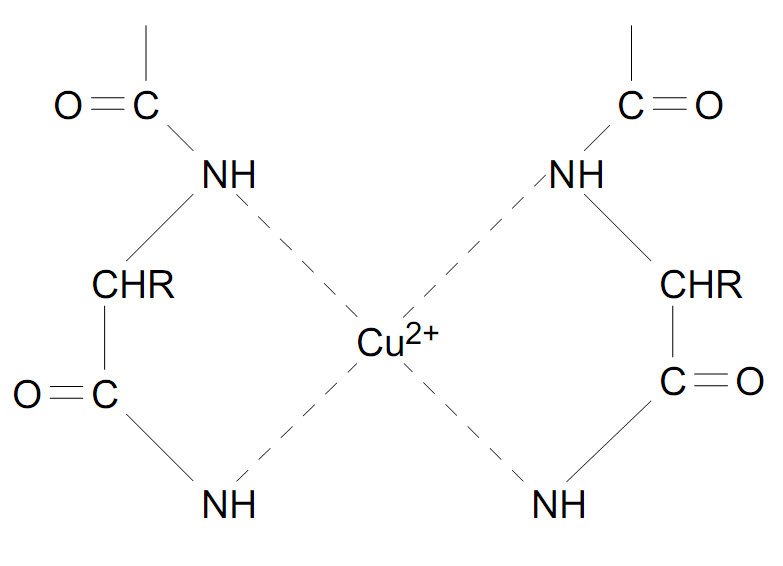 O=C C=O
NH NH
CHR CHR
Cu2+
O=C C=O
NH NH